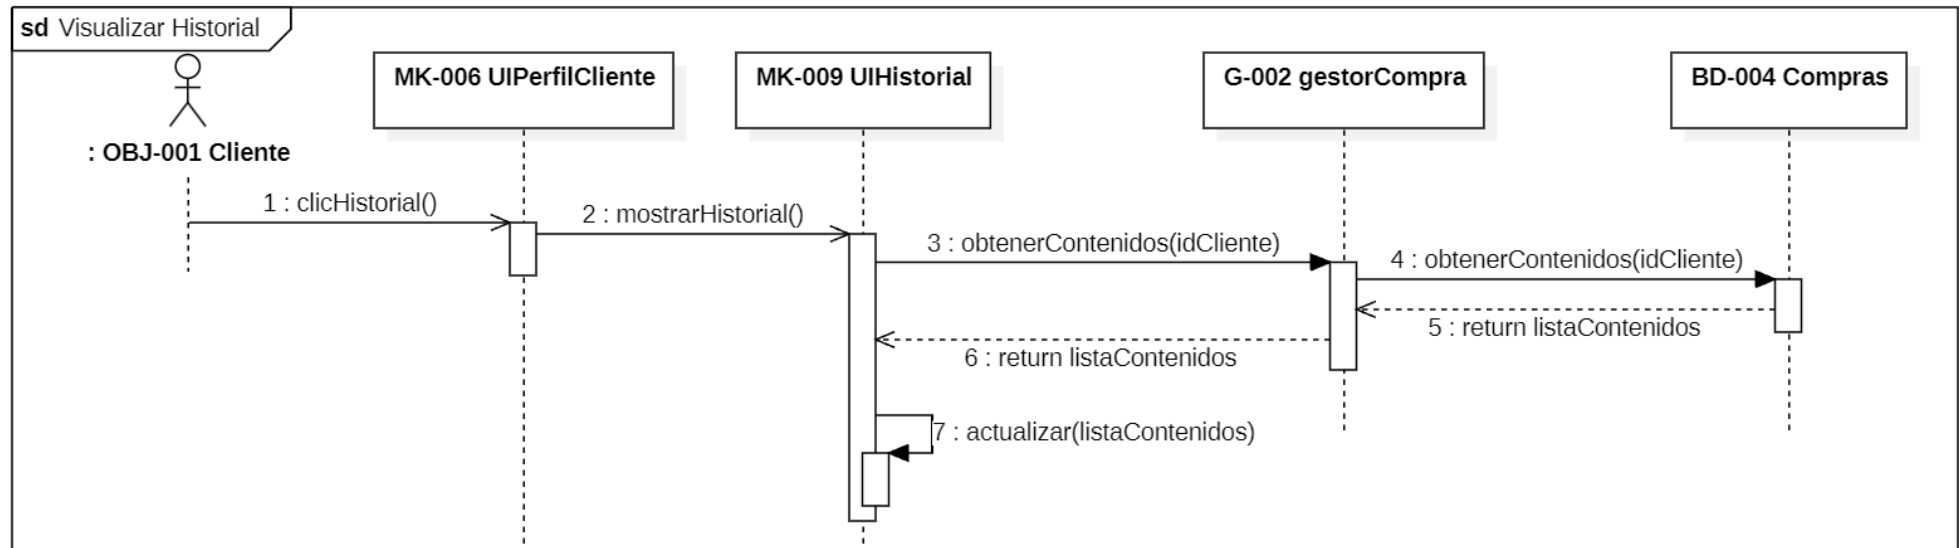 sd Visualizar Historial
MK-006 UIPerfilCliente
MK-009 UIHistorial
G-002 gestorCompra
BD-004 Compras
: OBJ-001 Cliente
1 : clicHistorial()
2 : mostrarHistorial()
3 : obtenerContenidos(idCliente)
4 : obtenerContenidos(idCliente)
5 : return listaContenidos
6 : return listaContenidos
7 : actualizar(listaContenidos)